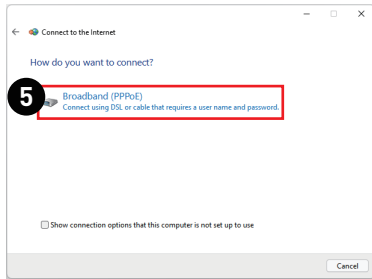 Connect to the Internet
How do you want to connect?
5
Broadband (PPPoE)
Connect using DSL or cable that requires a user name and password.
Show connection options that this computer is not set up to use
Cancel